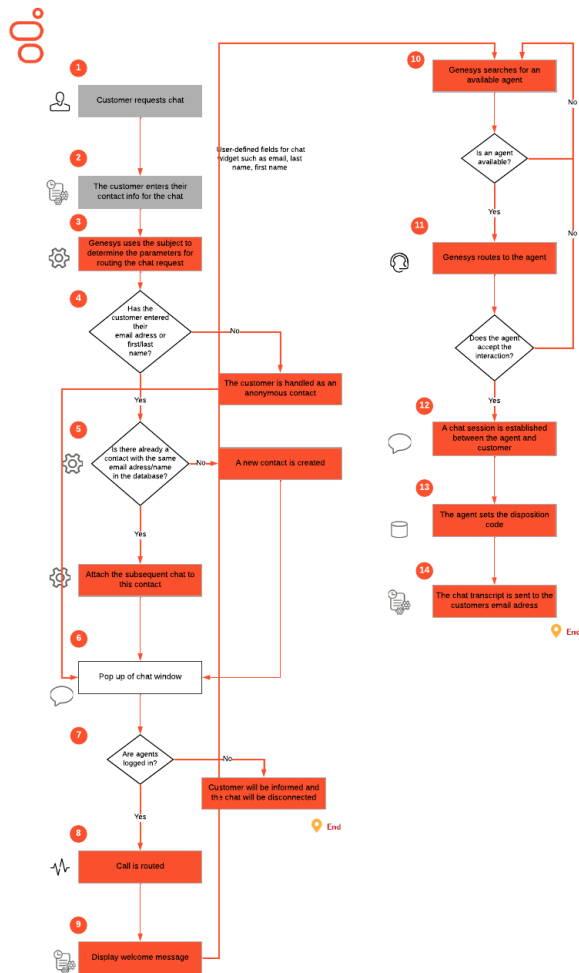 1
Customer requests chat
User-defined fields for chat
widget such as email, last
name, first name
2
The customer enters their
contact info for the chat
3
Genesys uses the subject to
determine the parameters for
routing the chat request
4
Has the
customer entered
their
email adress or
first/last
name?
No
The customer is handled as an
anonymous contact
Yes
5
Is there already a
contact with the same
email adress/name
in the database?
No
A new contact is created
Yes
Attach the subsequent chat to
this contact
6
Pop up of chat window
7
Are agents
logged in?
No
Customer will be informed and
the chat will be disconnected
End
Yes
8
Call is routed
9
Display welcome message
10
Genesys searches for an
available agent
No
Is an agent
available?
Yes
No
11
Genesys routes to the agent
Does the agent
accept the
interaction?
Yes
12
A chat session is established
between the agent and
customer
13
The agent sets the disposition
code
14
The chat transcript is sent to the
customers email adress
End